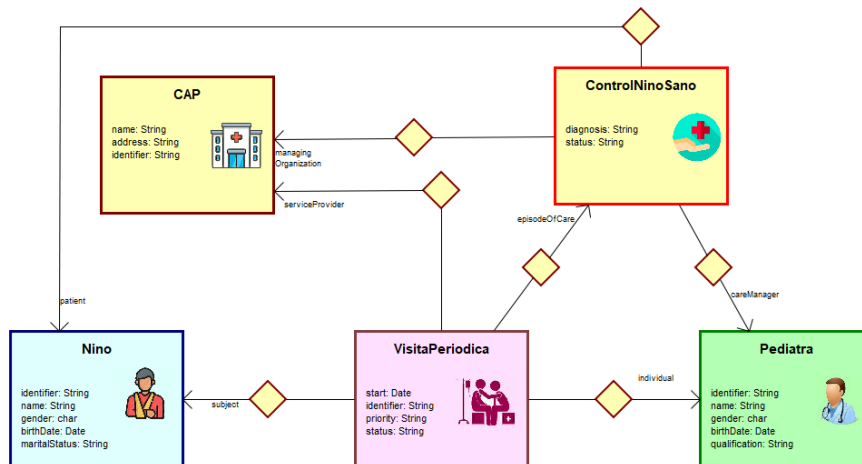 CAP
name: String
address: String
identifier: String
ControlNinoSano
diagnosis: String
status: String
managing
Organization
serviceProvider
episodeOfCare
careManager
patient
Nino
identifier: String
name: String
gender: char
birthDate: Date
maritalStatus: String
subject
VisitaPeriodica
start: Date
identifier: String
priority: String
status: String
individual
Pediatra
identifier: String
name: String
gender: char
birthDate: Date
qualification: String